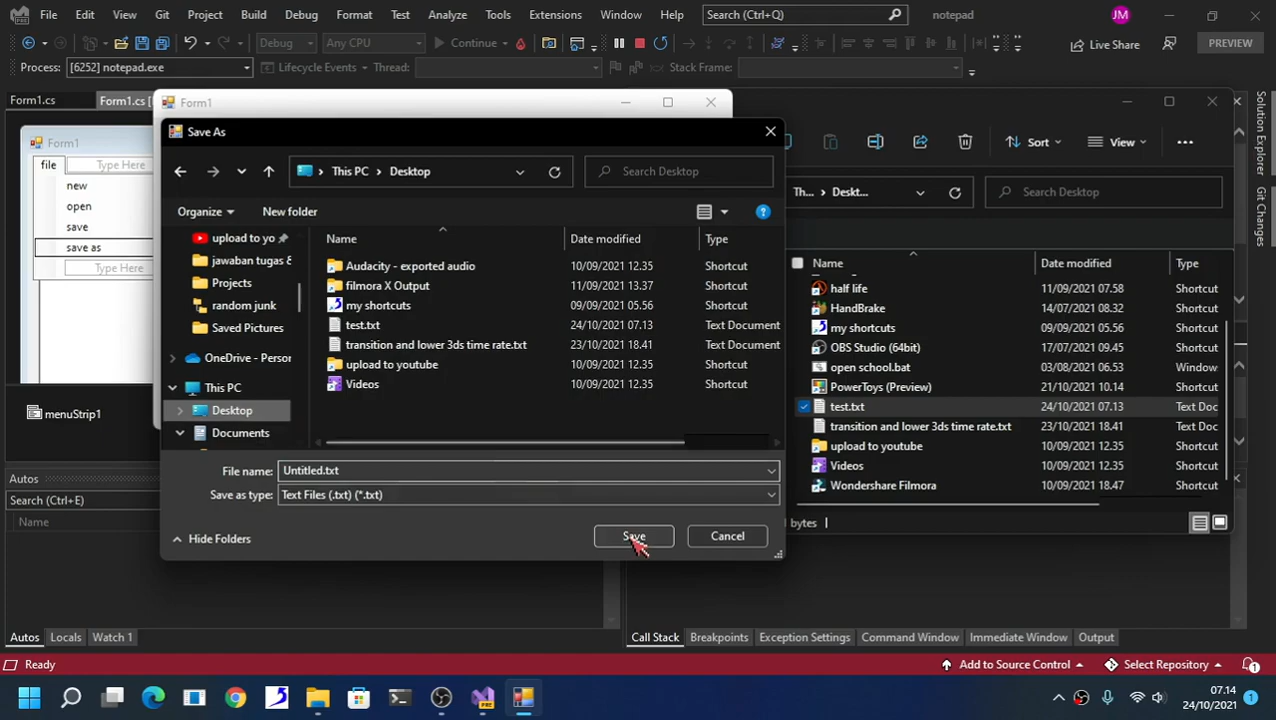 File Edit View Git Project Build Debug Format Test Analyze Tools Extensions Window Help Search (Ctrl+Q) notepad JM
Debug Any CPU Continue Live Share PREVIEW
Process: [6252] notepad.exe Lifecycle Events Thread: Stack Frame:
Form1.cs Form1.cs [
Form1
Form1
file Type Here
new
open
save
save as
Type Here
menuStrip1
Save As
This PC Desktop Search Desktop
Organize New folder
upload to yo
jawaban tugas &
Projects
random junk
Saved Pictures
OneDrive - Person
This PC
Desktop
Documents
Name Date modified Type
Audacity - exported audio 10/09/2021 12.35 Shortcut
filmora X Output 11/09/2021 13.37 Shortcut
my shortcuts 09/09/2021 05.56 Shortcut
test.txt 24/10/2021 07.13 Text Document
transition and lower 3ds time rate.txt 23/10/2021 18.41 Text Document
upload to youtube 10/09/2021 12.35 Shortcut
Videos 10/09/2021 12.35 Shortcut
File name: Untitled.txt
Save as type: Text Files (.txt) (*.txt)
Hide Folders Save Cancel
Sort View
Th... Deskt... Search Desktop
Name Date modified Type
half life 11/09/2021 07.58 Shortcut
HandBrake 14/07/2021 08.32 Shortcut
my shortcuts 09/09/2021 05.56 Shortcut
OBS Studio (64bit) 17/07/2021 09.45 Shortcut
open school.bat 03/08/2021 06.53 Window
PowerToys (Preview) 21/10/2021 10.14 Shortcut
test.txt 24/10/2021 07.13 Text Doc
transition and lower 3ds time rate.txt 23/10/2021 18.41 Text Doc
upload to youtube 10/09/2021 12.35 Shortcut
Videos 10/09/2021 12.35 Shortcut
Wondershare Filmora 09/10/2021 18.47 Shortcut
bytes
Solution Explorer
Git Changes
Autos
Search (Ctrl+E)
Name
Autos Locals Watch 1
Call Stack Breakpoints Exception Settings Command Window Immediate Window Output
Ready Add to Source Control Select Repository 1
07.14
24/10/2021 1